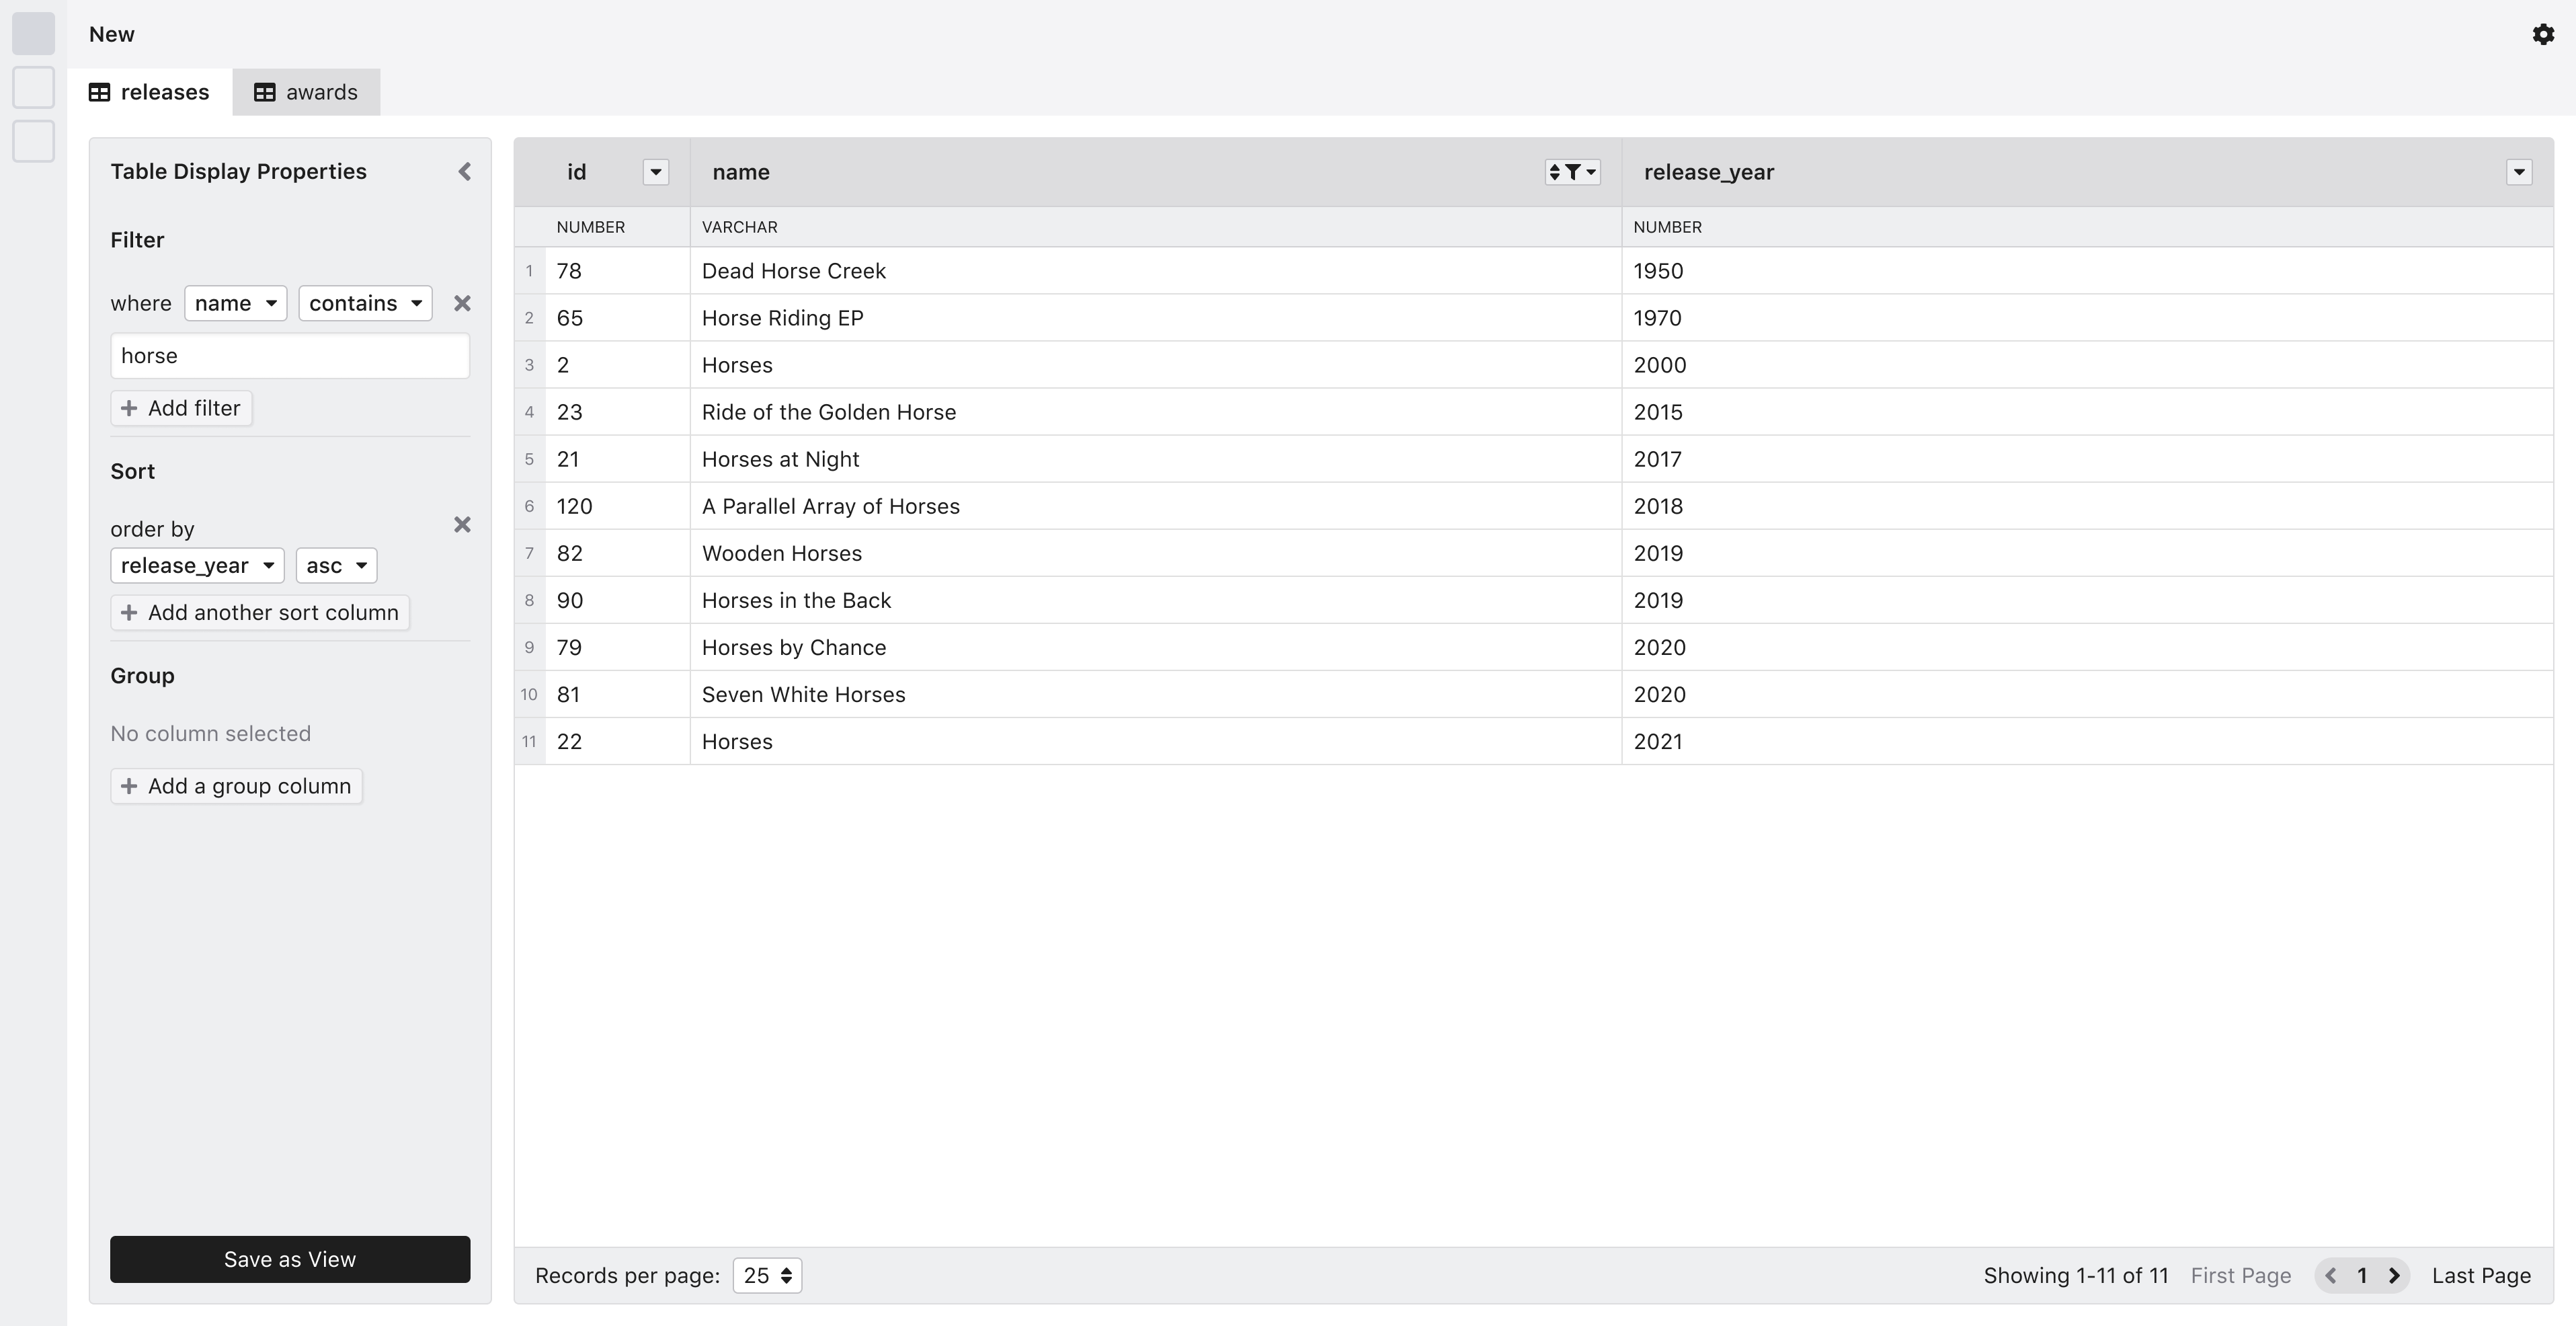 New
releases
awards
Table Display Properties
Filter
where name contains
horse
Add filter
Sort
order by
release_year asc
Add another sort column
Group
No column selected
Add a group column
Save as View
id name release_year
NUMBER VARCHAR NUMBER
1 78 Dead Horse Creek 1950
2 65 Horse Riding EP 1970
3 2 Horses 2000
4 23 Ride of the Golden Horse 2015
5 21 Horses at Night 2017
6 120 A Parallel Array of Horses 2018
7 82 Wooden Horses 2019
8 90 Horses in the Back 2019
9 79 Horses by Chance 2020
10 81 Seven White Horses 2020
11 22 Horses 2021
Records per page: 25 Showing 1-11 of 11 First Page 1 Last Page